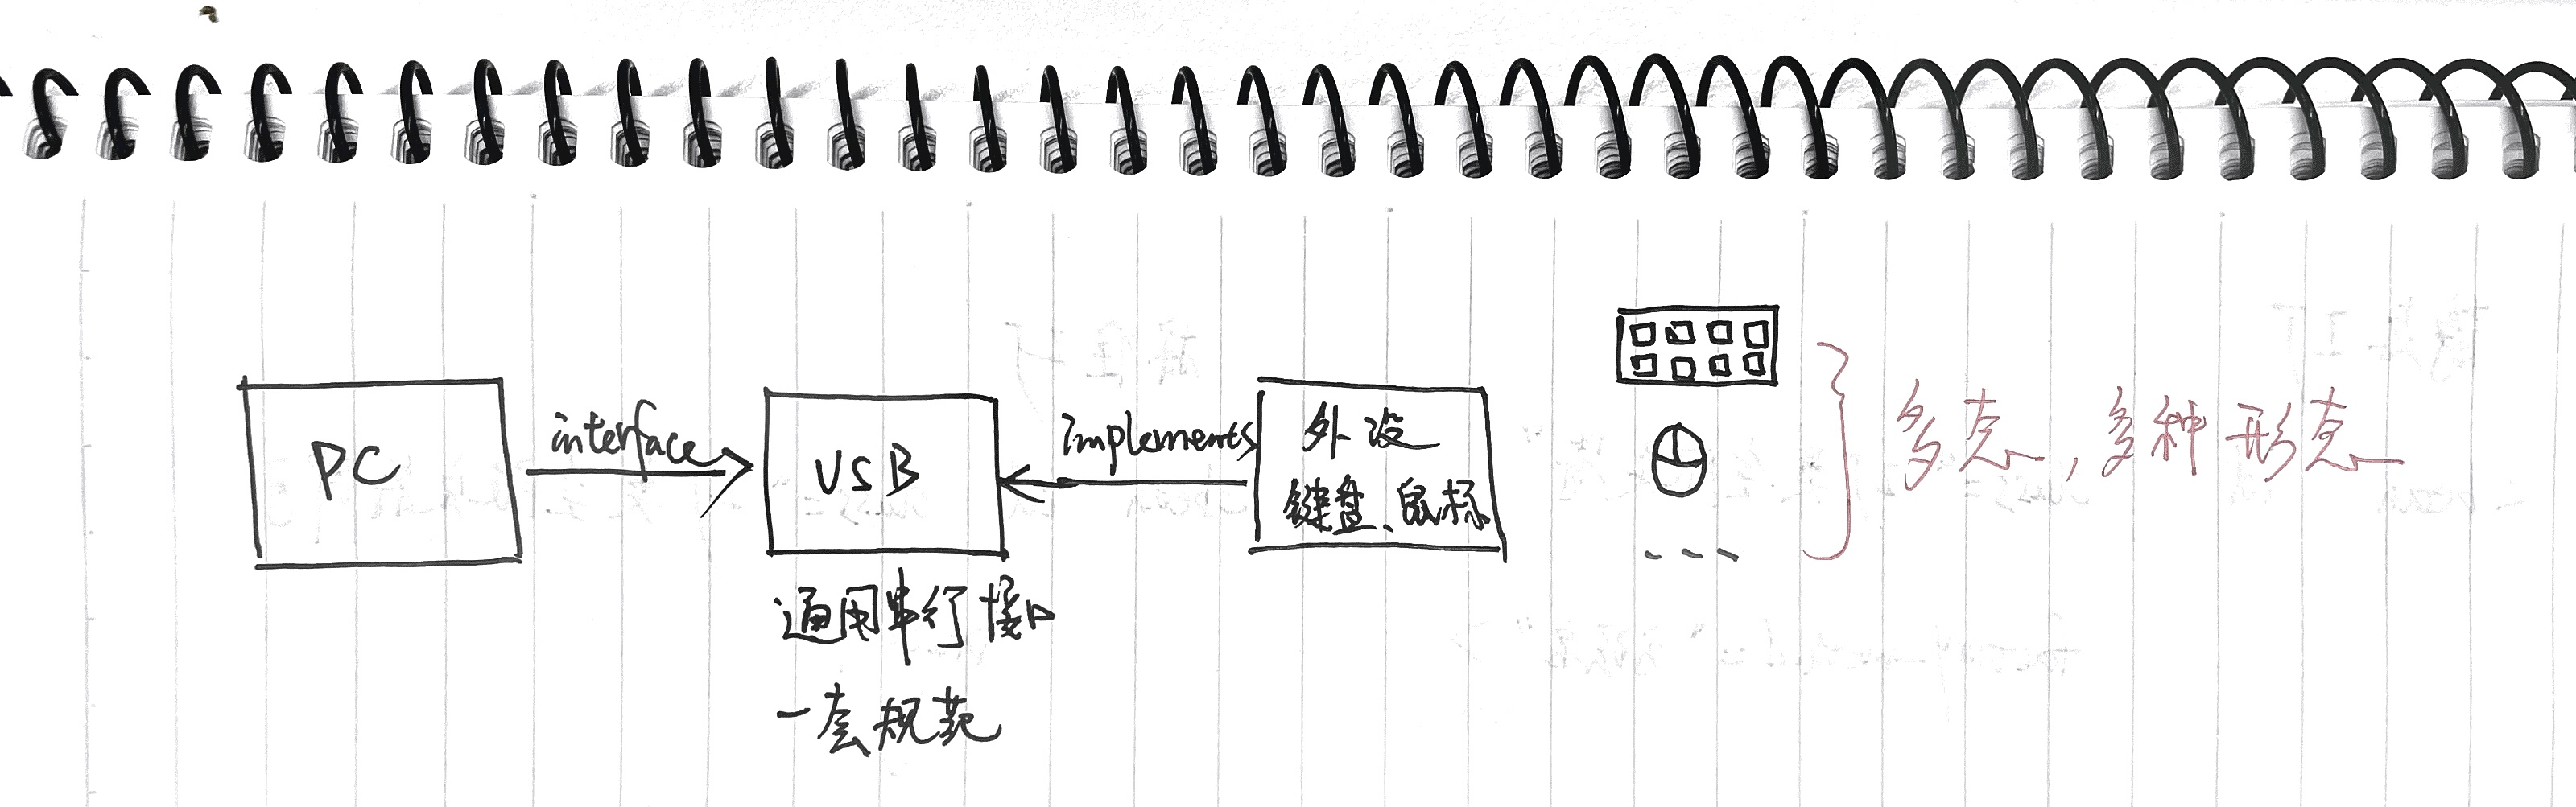 PC
interface
USB
implements
外设
键盘、鼠标
通用串行接口
一套规范
多态，多种形态